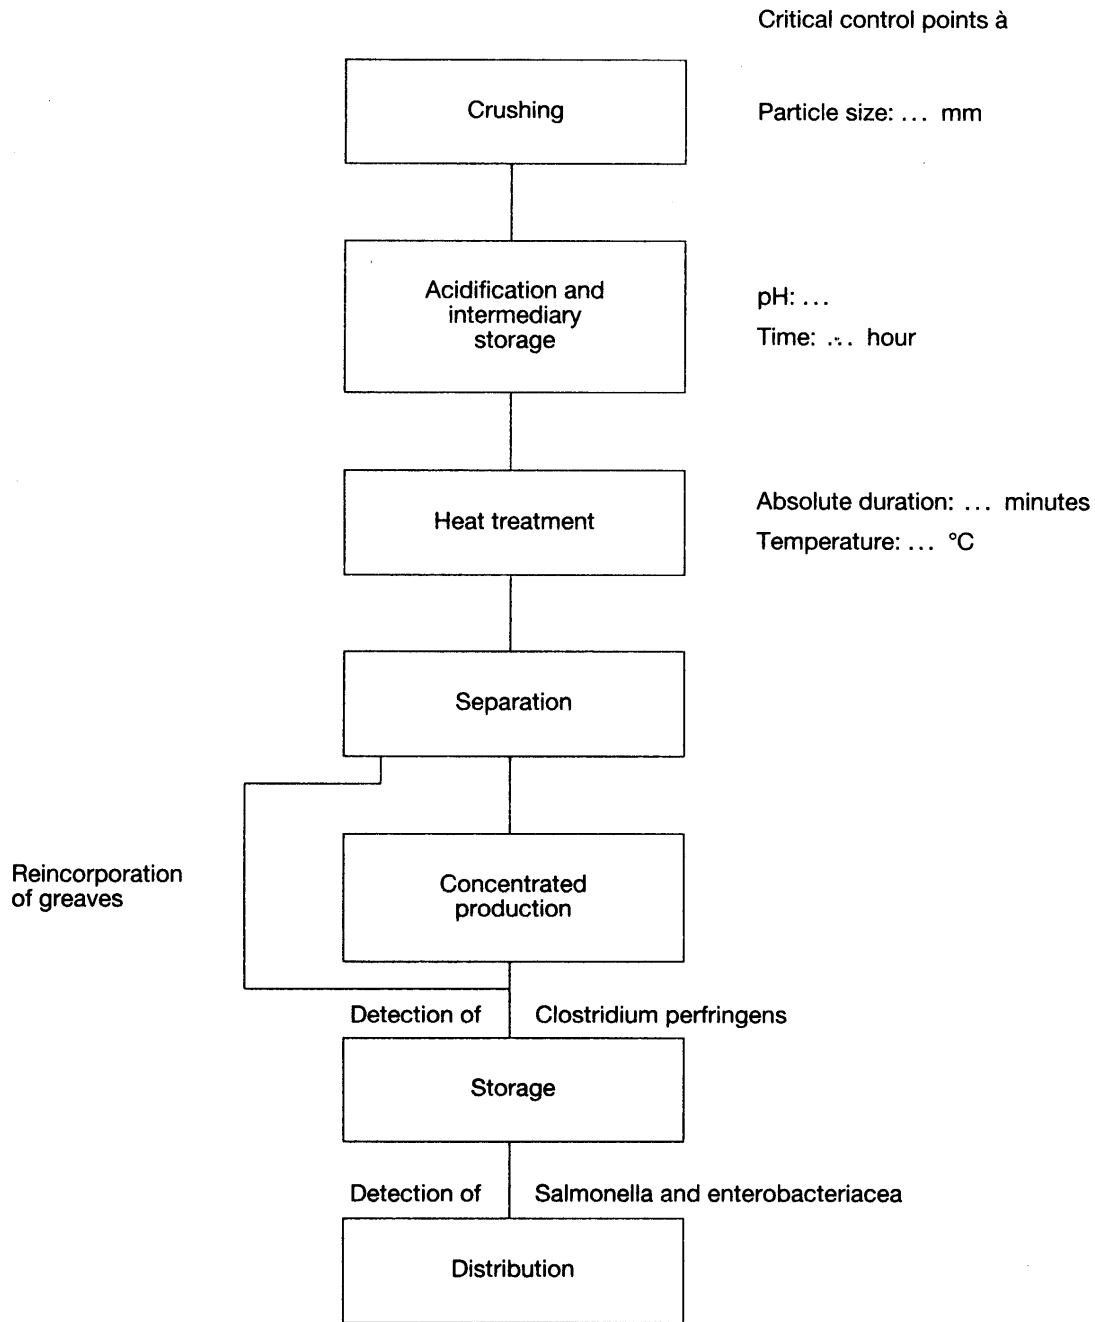 Critical control points à
Crushing
Particle size: ... mm
Acidification and
intermediary
storage
pH: ...
Time: ... hour
Heat treatment
Absolute duration: ... minutes
Temperature: ... °C
Separation
Reincorporation
of greaves
Concentrated
production
Detection of Clostridium perfringens
Storage
Detection of Salmonella and enterobacteriacea
Distribution